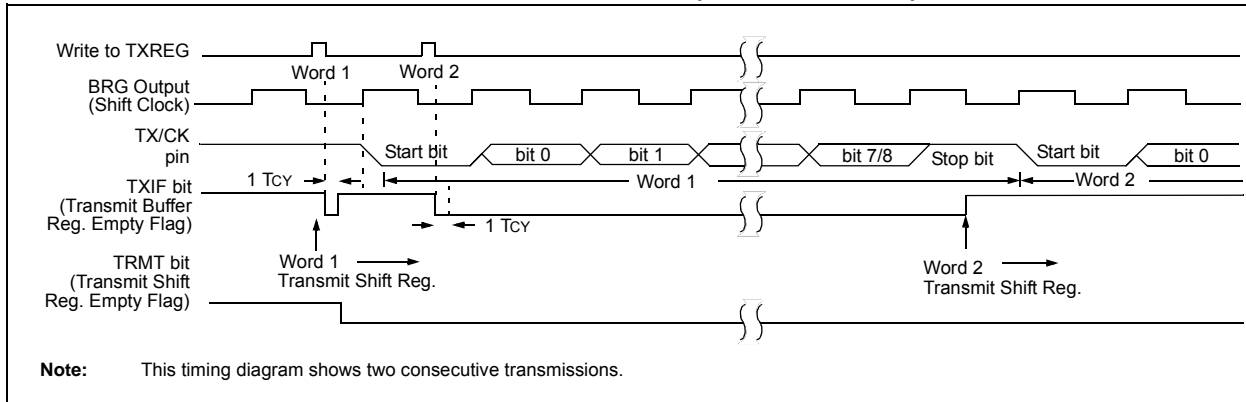 Write to TXREG
Word 1 Word 2
BRG Output
(Shift Clock)
TX/CK
pin
Start bit bit 0 bit 1 bit 7/8 Stop bit Start bit bit 0
Word 1 Word 2
1 TCY
TXIF bit
(Transmit Buffer
Reg. Empty Flag)
1 TCY
Word 1
Transmit Shift Reg.
Word 2
Transmit Shift Reg.
TRMT bit
(Transmit Shift
Reg. Empty Flag)
Note: This timing diagram shows two consecutive transmissions.